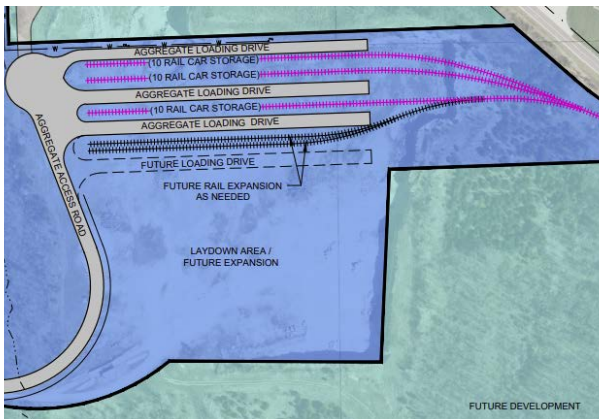 W W W W
AGGREGATE LOADING DRIVE
(10 RAIL CAR STORAGE)
(10 RAIL CAR STORAGE)
AGGREGATE LOADING DRIVE
(10 RAIL CAR STORAGE)
AGGREGATE LOADING DRIVE
FUTURE LOADING DRIVE
AGGREGATE ACCESS ROAD
FUTURE RAIL EXPANSION
AS NEEDED
LAYDOWN AREA /
FUTURE EXPANSION
FUTURE DEVELOPMENT